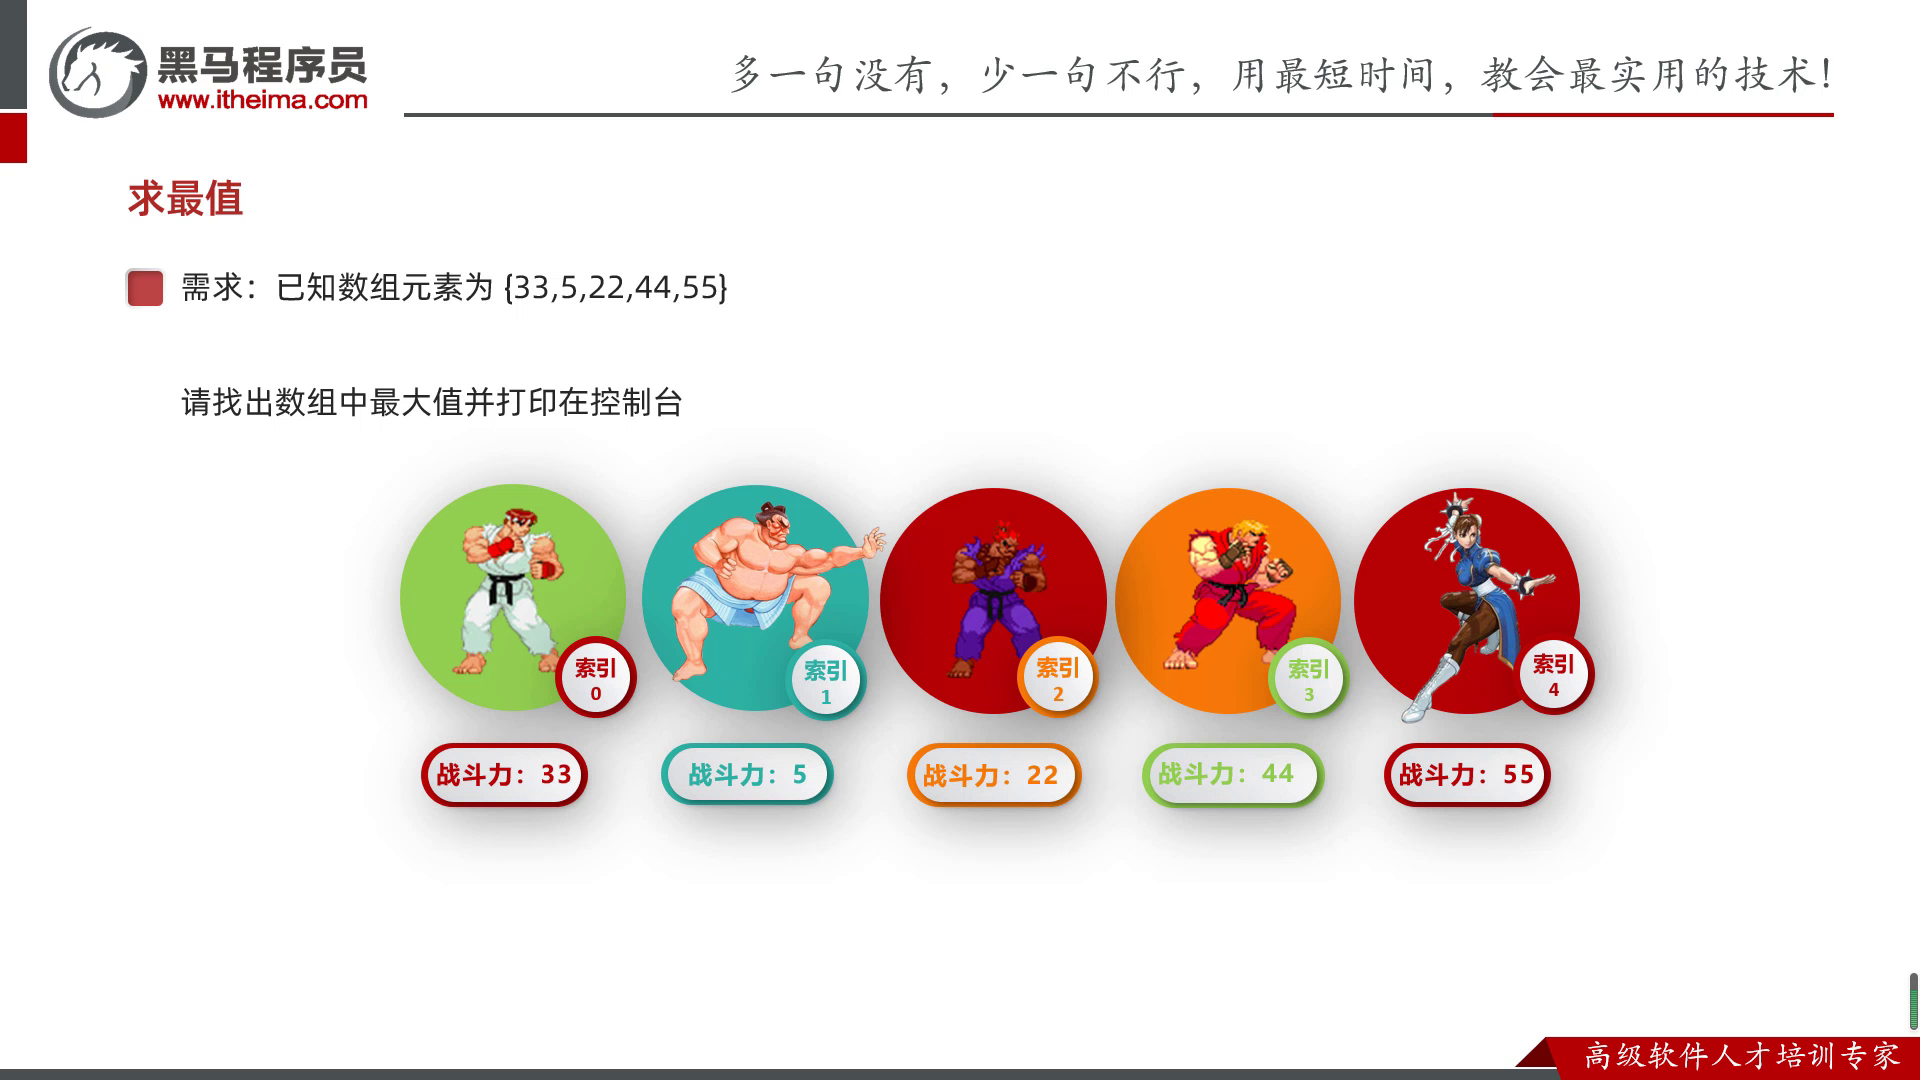 黑马程序员
www.itheima.com
多一句没有，少一句不行，用最短时间，教会最实用的技术！
求最值
需求：已知数组元素为 {33,5,22,44,55}
请找出数组中最大值并打印在控制台
索引
0
索引
1
索引
2
索引
3
索引
4
战斗力：33
战斗力：5
战斗力：22
战斗力：44
战斗力：55
高级软件人才培训专家